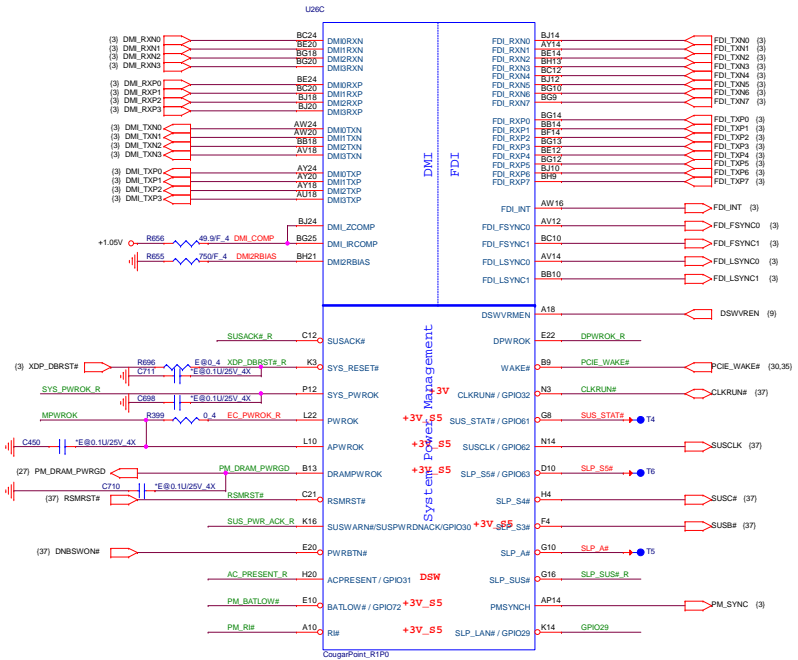 U26C
(3) DMI_RXN0 BC24 DMI0RXN FDI_RXN0 BJ14 FDI_TXN0 (3)
(3) DMI_RXN1 BE20 DMI1RXN FDI_RXN1 AY14 FDI_TXN1 (3)
(3) DMI_RXN2 BG18 DMI2RXN FDI_RXN2 BE14 FDI_TXN2 (3)
(3) DMI_RXN3 BG20 DMI3RXN FDI_RXN3 BH13 FDI_TXN3 (3)
FDI_RXN4 BC12 FDI_TXN4 (3)
(3) DMI_RXP0 BE24 DMI0RXP FDI_RXN5 BJ12 FDI_TXN5 (3)
(3) DMI_RXP1 BC20 DMI1RXP FDI_RXN6 BG10 FDI_TXN6 (3)
(3) DMI_RXP2 BJ18 DMI2RXP FDI_RXN7 BG9 FDI_TXN7 (3)
(3) DMI_RXP3 BJ20 DMI3RXP
FDI_RXP0 BG14 FDI_TXP0 (3)
(3) DMI_TXN0 AW24 DMI0TXN FDI_RXP1 BB14 FDI_TXP1 (3)
(3) DMI_TXN1 AW20 DMI1TXN FDI_RXP2 BF14 FDI_TXP2 (3)
(3) DMI_TXN2 BB18 DMI2TXN FDI_RXP3 BG13 FDI_TXP3 (3)
(3) DMI_TXN3 AV18 DMI3TXN FDI_RXP4 BE12 FDI_TXP4 (3)
FDI_RXP5 BG12 FDI_TXP5 (3)
(3) DMI_TXP0 AY24 DMI0TXP FDI_RXP6 BJ10 FDI_TXP6 (3)
(3) DMI_TXP1 AY20 DMI1TXP FDI_RXP7 BH9 FDI_TXP7 (3)
(3) DMI_TXP2 AY18 DMI2TXP
(3) DMI_TXP3 AU18 DMI3TXP
DMI
FDI
FDI_INT AW16 FDI_INT (3)
BJ24 DMI_ZCOMP FDI_FSYNC0 AV12 FDI_FSYNC0 (3)
+1.05V R656 49.9/F_4 DMI_COMP BG25 DMI_IRCOMP FDI_FSYNC1 BC10 FDI_FSYNC1 (3)
R655 750/F_4 DMI2RBIAS BH21 DMI2RBIAS FDI_LSYNC0 AV14 FDI_LSYNC0 (3)
FDI_LSYNC1 BB10 FDI_LSYNC1 (3)
System Power Management
DSWVRMEN A18 DSWVREN (9)
SUSACK#_R C12 SUSACK# DPWROK E22 DPWROK_R
(3) XDP_DBRST# R696 E@0_4 XDP_DBRST#_R K3 SYS_RESET# WAKE# B9 PCIE_WAKE# PCIE_WAKE# (30,35)
C711 *E@0.1U/25V_4X
SYS_PWROK_R P12 SYS_PWROK +3V CLKRUN# / GPIO32 N3 CLKRUN# CLKRUN# (37)
C698 *E@0.1U/25V_4X
MPWROK R399 0_4 EC_PWROK_R L22 PWROK +3V_S5 SUS_STAT# / GPIO61 G8 SUS_STAT# T4
C450 *E@0.1U/25V_4X L10 APWROK +3V_S5 SUSCLK / GPIO62 N14 SUSCLK (37)
(27) PM_DRAM_PWRGD PM_DRAM_PWRGD B13 DRAMPWROK +3V_S5 SLP_S5# / GPIO63 D10 SLP_S5# T6
C710 *E@0.1U/25V_4X
(37) RSMRST# RSMRST# C21 RSMRST# SLP_S4# H4 SUSC# (37)
SUS_PWR_ACK_R K16 SUSWARN#/SUSPWRDNACK/GPIO30 +3V_S5 SLP_S3# F4 SUSB# (37)
(37) DNBSWON# E20 PWRBTN# SLP_A# G10 SLP_A# T5
AC_PRESENT_R H20 ACPRESENT / GPIO31 DSW SLP_SUS# G16 SLP_SUS#_R
PM_BATLOW# E10 BATLOW# / GPIO72 +3V_S5 PMSYNCH AP14 PM_SYNC (3)
PM_RI# A10 RI# +3V_S5 SLP_LAN# / GPIO29 K14 GPIO29
CougarPoint_R1P0